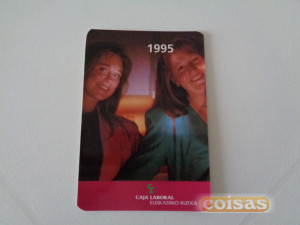 1995
CAJA LABORAL
EUSKADIKO KUTXA
coisas